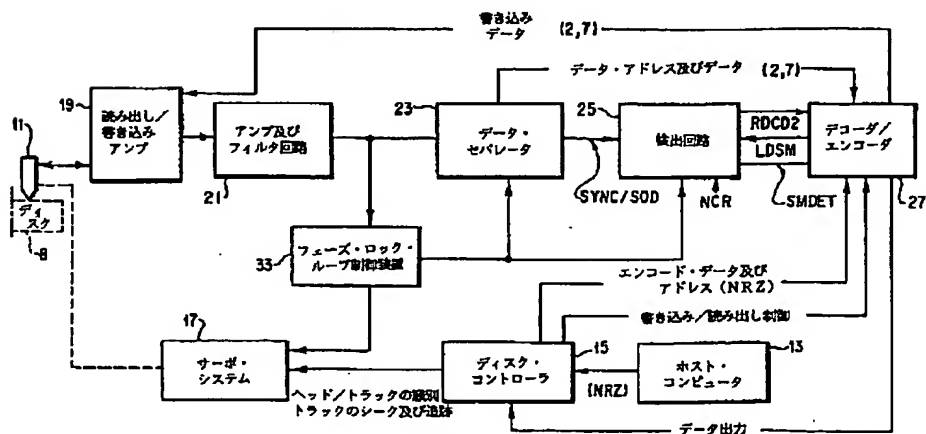 書き込み
データ (2,7)
データ・アドレス及びデータ (2,7)
19
読み出し/
書き込み
アンプ
アンプ及び
フィルタ回路
21
23
データ・
セパレータ
25
検出回路
RDCD2
LDSM
デコーダ/
エンコーダ
27
11
ディ
スク
8
SYNC/SOD
NCR
SMDET
33
フェーズ・ロック・
ループ制御装置
エンコード・データ及び
アドレス(NRZ)
書き込み/読み出し制御
17
サーボ・
システム
15
ディスク・
コントローラ
13
ホスト・
コンピュータ
(NRZ)
ヘッド/トラックの識別
トラックのシーク及び追跡
データ出力